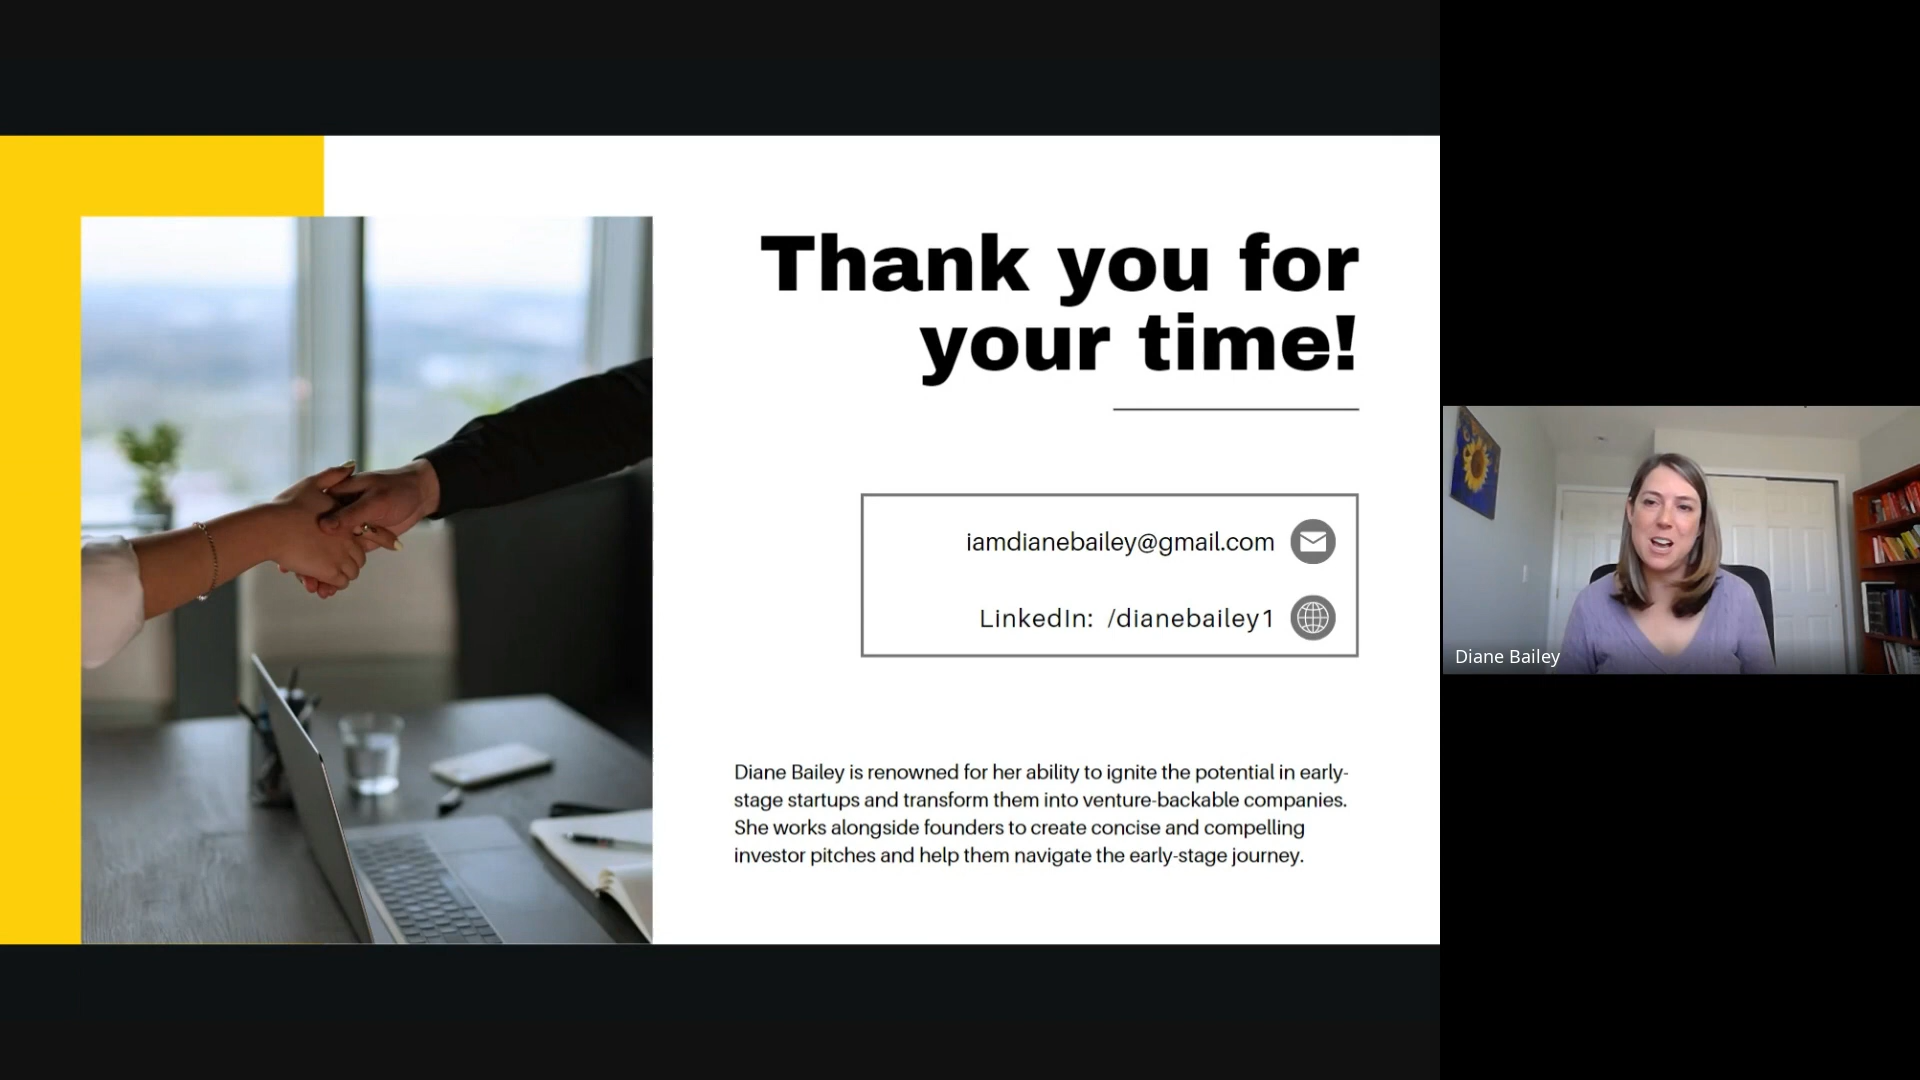 Thank you for
your time!
iamdianebailey@gmail.com
LinkedIn: /dianebailey1
Diane Bailey is renowned for her ability to ignite the potential in early-
stage startups and transform them into venture-backable companies.
She works alongside founders to create concise and compelling
investor pitches and help them navigate the early-stage journey.
Diane Bailey